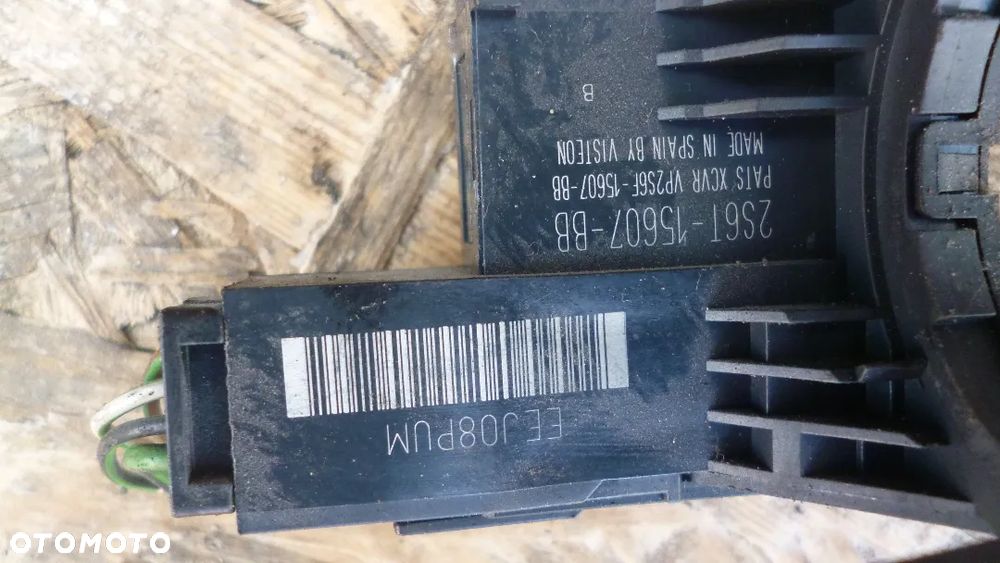 2S6T-15607-BB
PATS XCVR VP2S6F-15607-BB
MADE IN SPAIN BY VISTEON
B
EEJ08PUM
OTOMOTO